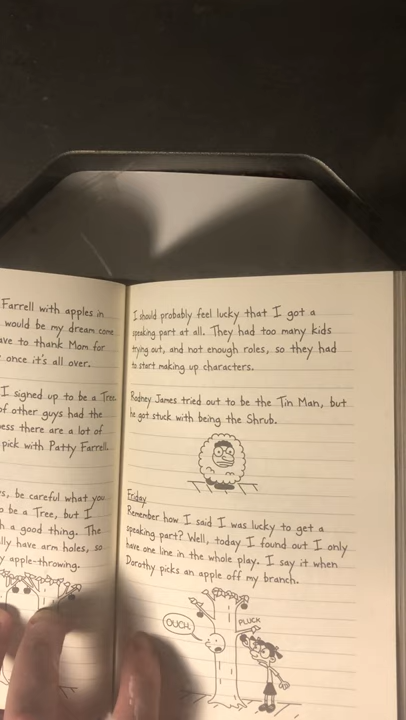 Farrell with apples in
would be my dream come
ave to thank Mom for
once it's all over.
I signed up to be a Tree.
of other guys had the
ess there are a lot of
pick with Patty Farrell.
s, be careful what you
o be a Tree, but I
h a good thing. The
lly have arm holes, so
y apple-throwing.
I should probably feel lucky that I got a
speaking part at all. They had too many kids
trying out, and not enough roles, so they had
to start making up characters.
Rodney James tried out to be the Tin Man, but
he got stuck with being the Shrub.
Friday
Remember how I said I was lucky to get a
speaking part? Well, today I found out I only
have one line in the whole play. I say it when
Dorothy picks an apple off my branch.
OUCH.
PLUCK